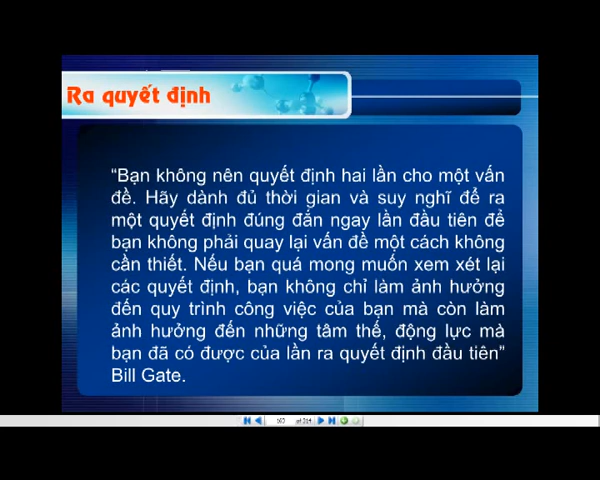 Ra quyết định
“Bạn không nên quyết định hai lần cho một vấn
đề. Hãy dành đủ thời gian và suy nghĩ để ra
một quyết định đúng đắn ngay lần đầu tiên để
bạn không phải quay lại vấn đề một cách không
cần thiết. Nếu bạn quá mong muốn xem xét lại
các quyết định, bạn không chỉ làm ảnh hưởng
đến quy trình công việc của bạn mà còn làm
ảnh hưởng đến những tâm thế, động lực mà
bạn đã có được của lần ra quyết định đầu tiên”
Bill Gate.
of 314